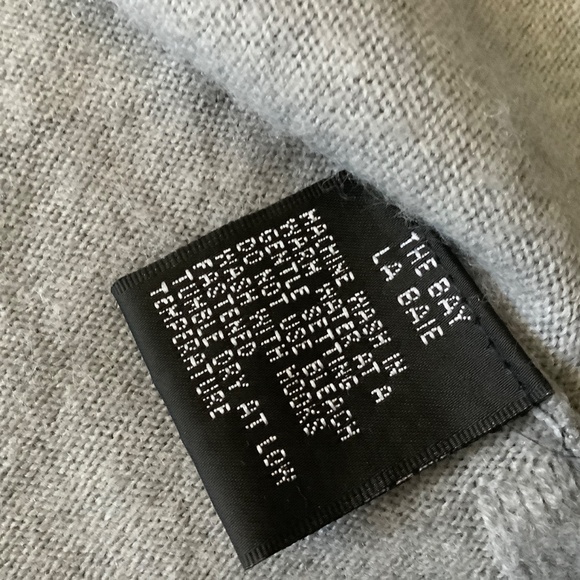 THE BAY
LA BAIE
MACHINE WASH IN A
WARM WATER AT A
GENTLE SETTING
DO NOT USE BLEACH
WASH WITH HOOKS
FASTENED
TUMBLE DRY AT LOW
TEMPERATURE